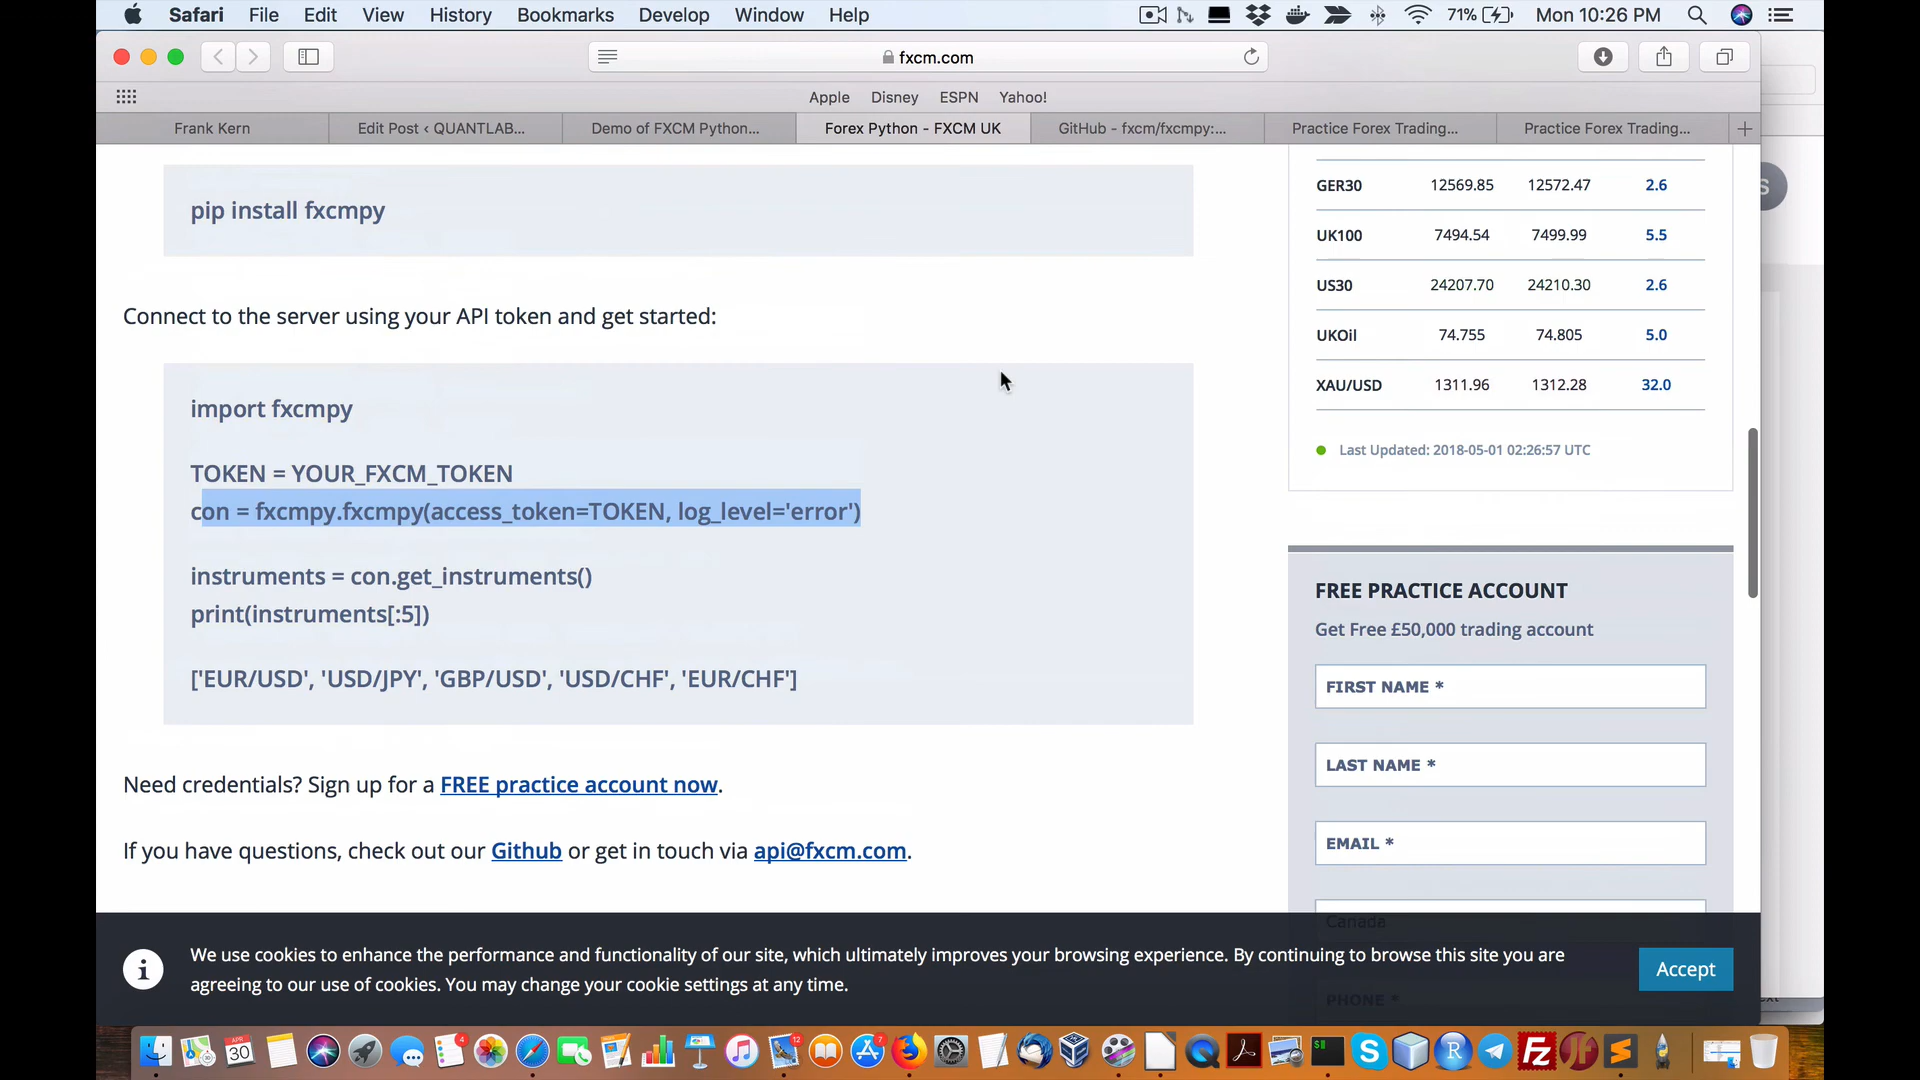 Safari File Edit View History Bookmarks Develop Window Help 71% Mon 10:26 PM
fxcm.com
Apple Disney ESPN Yahoo!
Frank Kern Edit Post ‹ QUANTLAB... Demo of FXCM Python... Forex Python - FXCM UK GitHub - fxcm/fxcmpy:... Practice Forex Trading... Practice Forex Trading...
pip install fxcmpy
Connect to the server using your API token and get started:
import fxcmpy
TOKEN = YOUR_FXCM_TOKEN
con = fxcmpy.fxcmpy(access_token=TOKEN, log_level='error')
instruments = con.get_instruments()
print(instruments[:5])
['EUR/USD', 'USD/JPY', 'GBP/USD', 'USD/CHF', 'EUR/CHF']
Need credentials? Sign up for a FREE practice account now.
If you have questions, check out our Github or get in touch via api@fxcm.com.
GER30 12569.85 12572.47 2.6
UK100 7494.54 7499.99 5.5
US30 24207.70 24210.30 2.6
UKOil 74.755 74.805 5.0
XAU/USD 1311.96 1312.28 32.0
Last Updated: 2018-05-01 02:26:57 UTC
FREE PRACTICE ACCOUNT
Get Free £50,000 trading account
FIRST NAME *
LAST NAME *
EMAIL *
Canada
PHONE *
S
We use cookies to enhance the performance and functionality of our site, which ultimately improves your browsing experience. By continuing to browse this site you are
agreeing to our use of cookies. You may change your cookie settings at any time.
Accept
APR
30
4
12
7
$
S
R
Fz